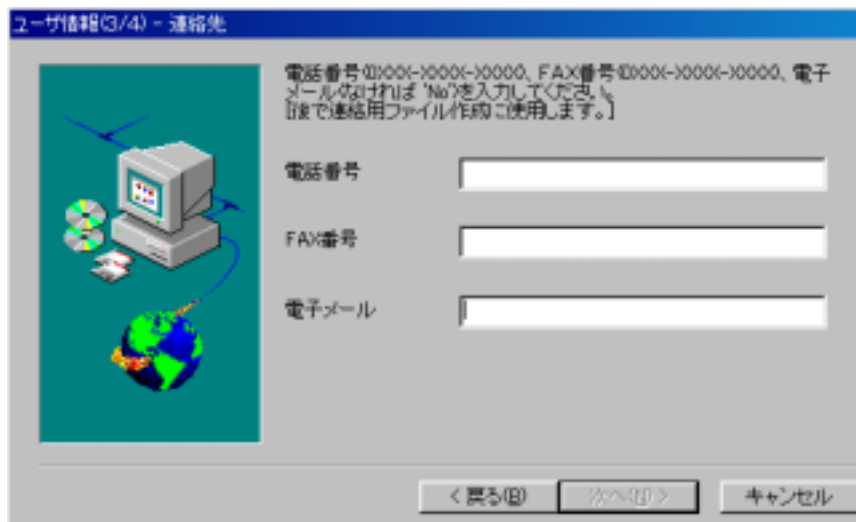 ユーザ情報(3/4) - 連絡先
電話番号(0XXX-XXXX-XXXX)、FAX番号(0XXX-XXXX-XXXX)、電子
メール(なければ "No")を入力してください。
[後で連絡用ファイル作成に使用します。]
電話番号
FAX番号
電子メール
< 戻る(B)
次へ(N) >
キャンセル